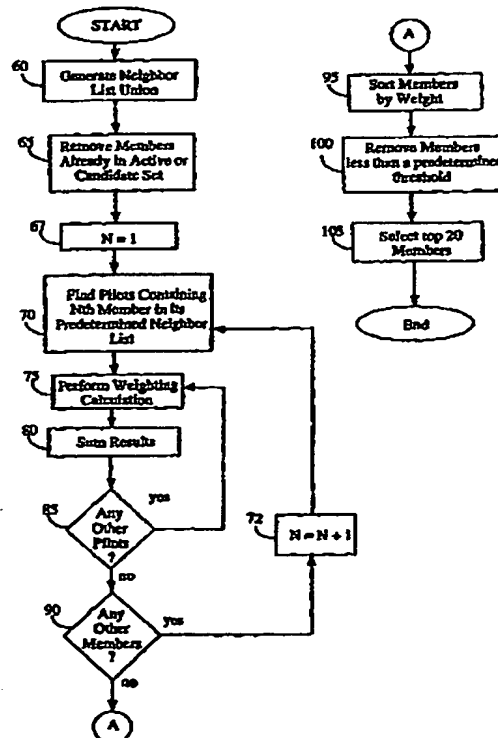 START
60
Generate Neighbor
List Union
65
Remove Members
Already in Active or
Candidate Set
67
N = 1
70
Find Pilots Containing
Nth Member in its
Predetermined Neighbor
List
75
Perform Weighting
Calculation
80
Sum Results
85
Any
Other
Pilots
?
yes
no
72
N = N + 1
90
Any
Other
Members
?
yes
no
A
A
95
Sort Members
by Weight
100
Remove Members
less than a predetermined
threshold
105
Select top 20
Members
End